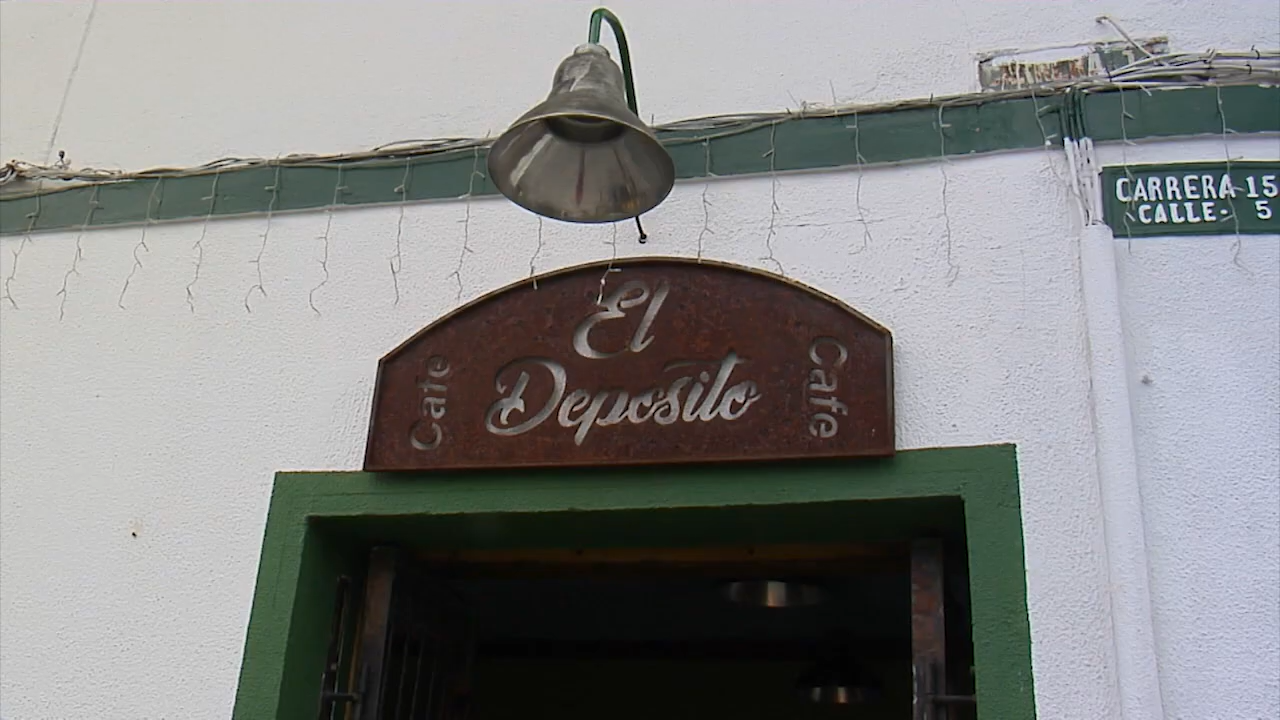 El
Deposito
Cafe
Cafe
CARRERA 15
CALLE· 5